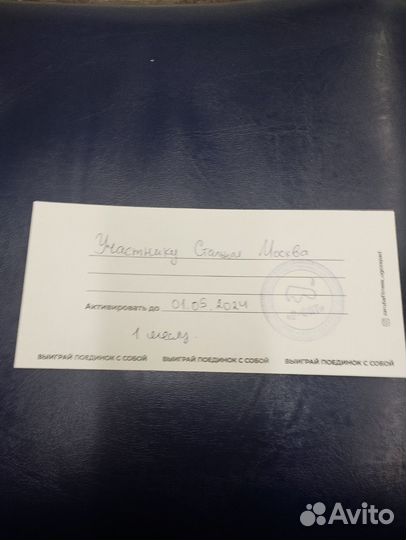 Участнику Станция Москва
Активировать до 01.05.2024
1 месяц.
ВЫИГРАЙ ПОЕДИНОК С СОБОЙ ВЫИГРАЙ ПОЕДИНОК С СОБОЙ ВЫИГРАЙ ПОЕДИНОК С СОБОЙ
Avito